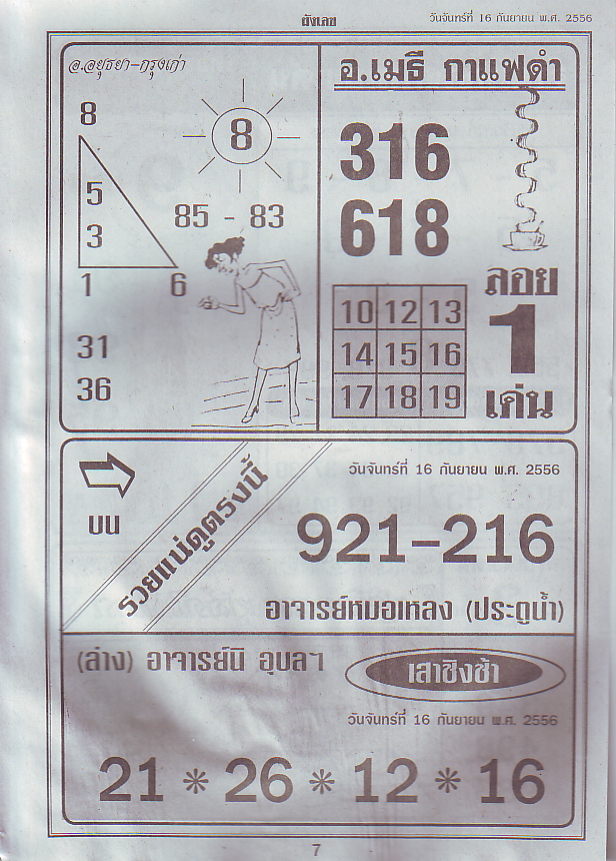 ผังเลข
วันจันทร์ที่ 16 กันยายน พ.ศ. 2556
อ.อยุธยา-กรุงเก่า
8
8
5
3
1 6
85 - 83
31
36
อ.เมธี กาแฟดำ
316
618
10 12 13
14 15 16
17 18 19
ลอย
1
เด่น
บน
รวยแน่ดูตรงนี้
วันจันทร์ที่ 16 กันยายน พ.ศ. 2556
921-216
อาจารย์หมอเหลง (ประตูน้ำ)
(ล่าง) อาจารย์นิ อุบลฯ
เสาชิงช้า
วันจันทร์ที่ 16 กันยายน พ.ศ. 2556
21 * 26 * 12 * 16
7